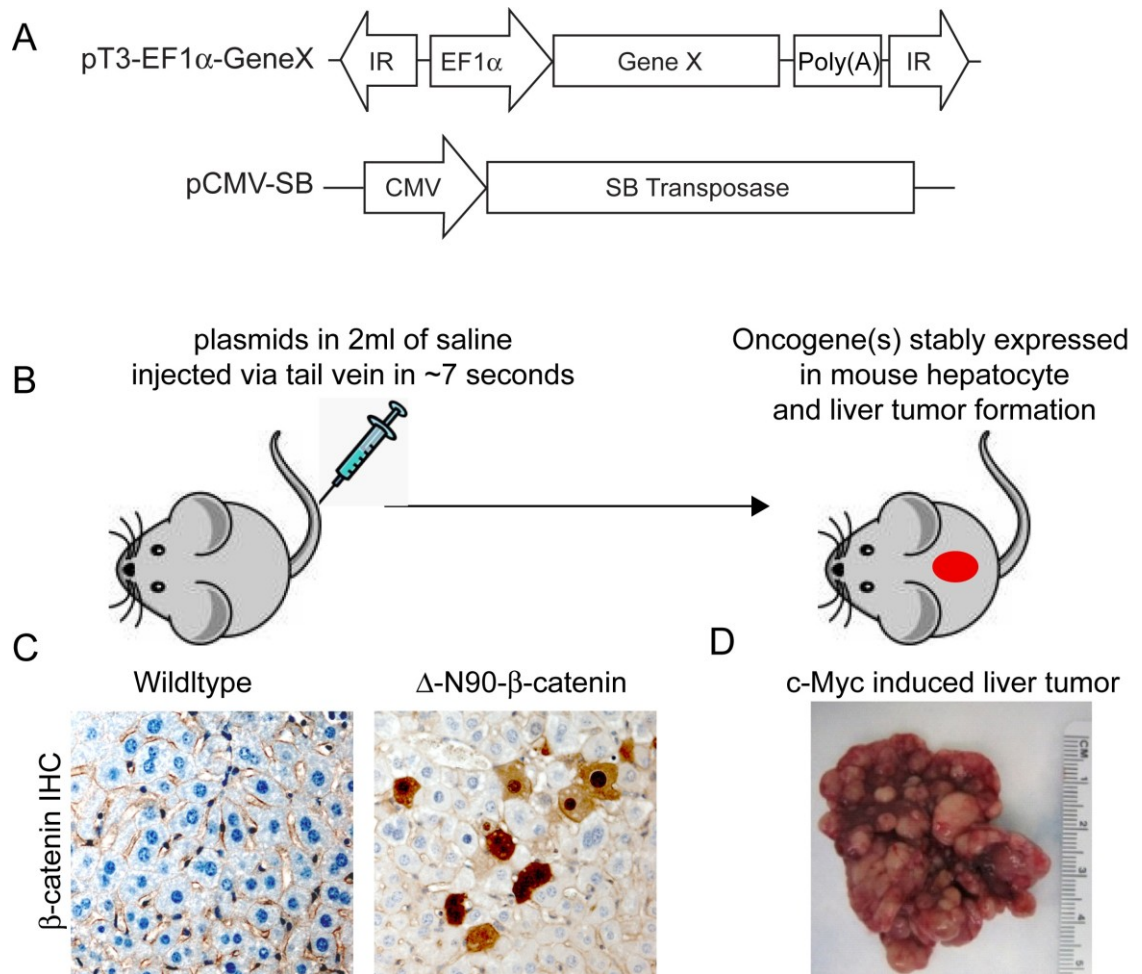 A
pT3-EF1α-GeneX
IR
EF1α
Gene X
Poly(A)
IR
pCMV-SB
CMV
SB Transposase
B
plasmids in 2ml of saline
injected via tail vein in ~7 seconds
Oncogene(s) stably expressed
in mouse hepatocyte
and liver tumor formation
C
Wildltype
Δ-N90-β-catenin
β-catenin IHC
D
c-Myc induced liver tumor
CM
1
2
3
4
5